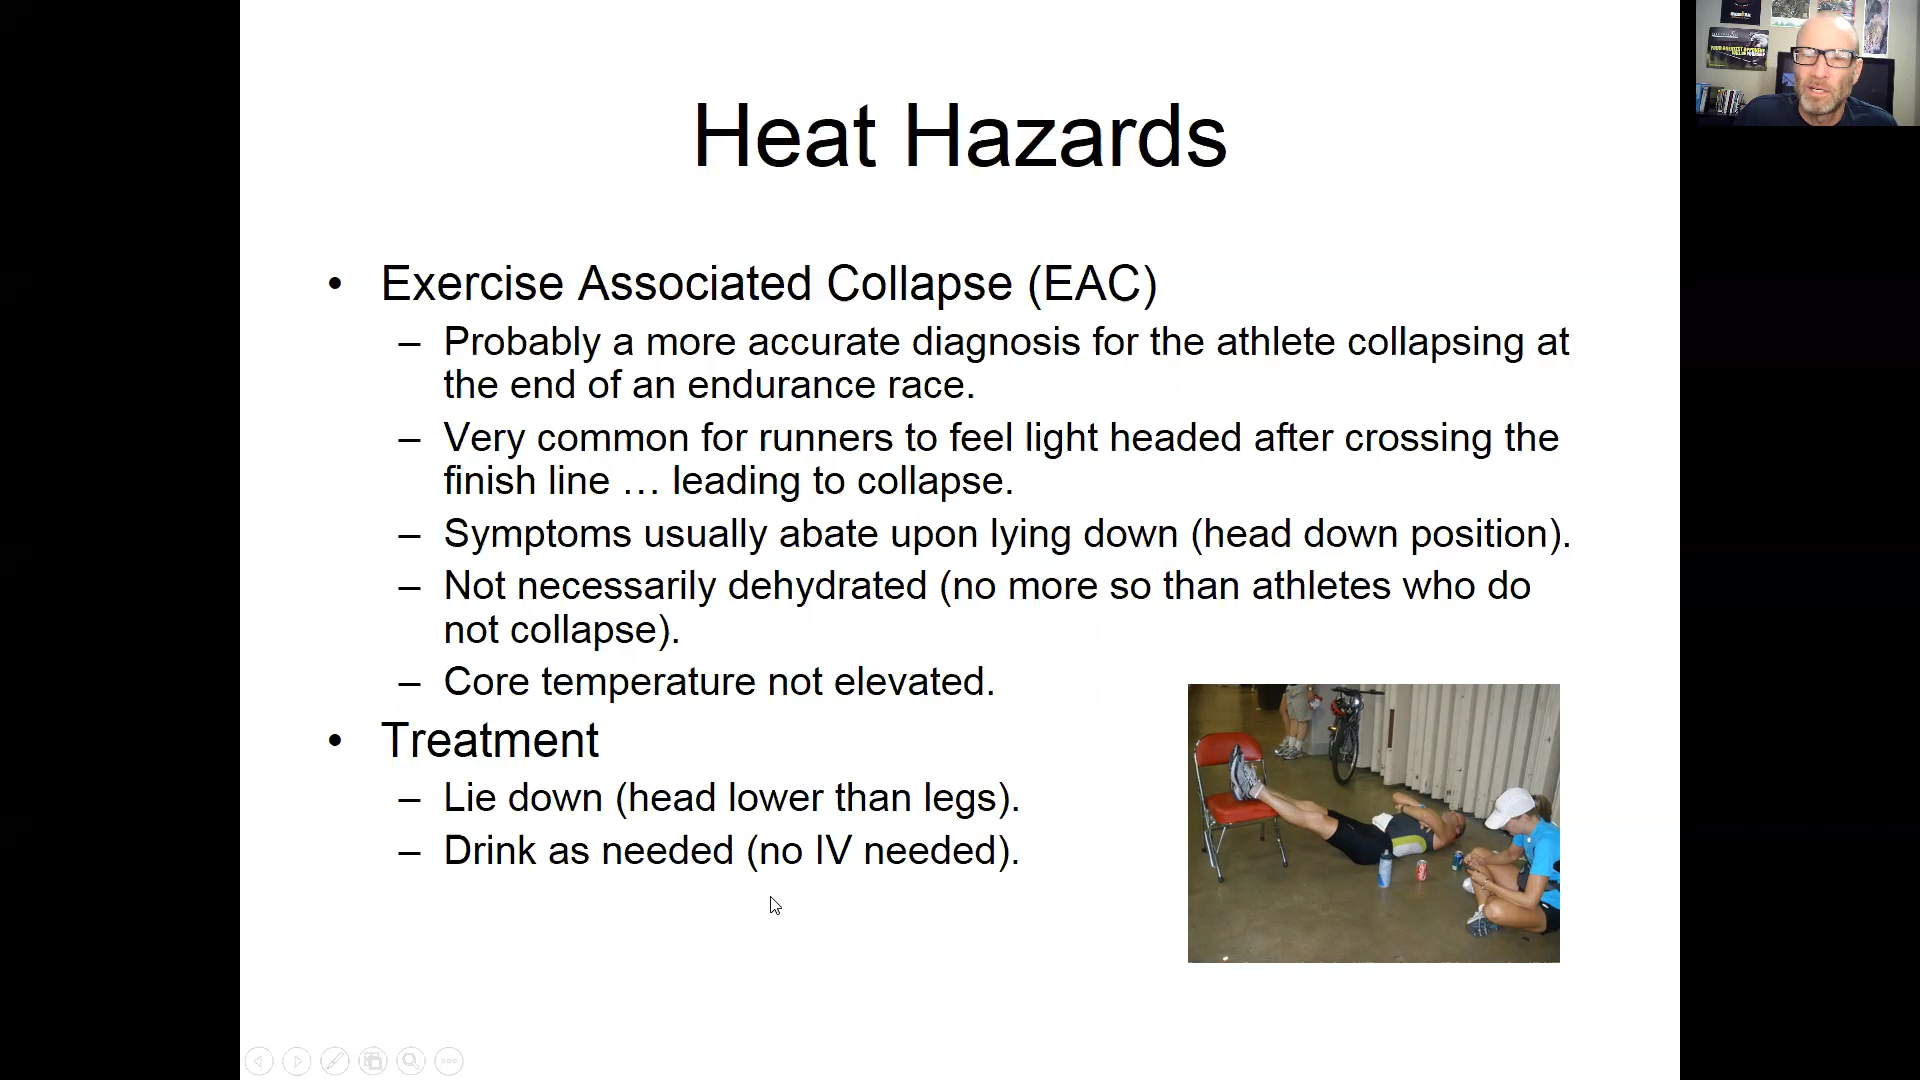 Heat Hazards
• Exercise Associated Collapse (EAC)
– Probably a more accurate diagnosis for the athlete collapsing at
the end of an endurance race.
– Very common for runners to feel light headed after crossing the
finish line … leading to collapse.
– Symptoms usually abate upon lying down (head down position).
– Not necessarily dehydrated (no more so than athletes who do
not collapse).
– Core temperature not elevated.
• Treatment
– Lie down (head lower than legs).
– Drink as needed (no IV needed).